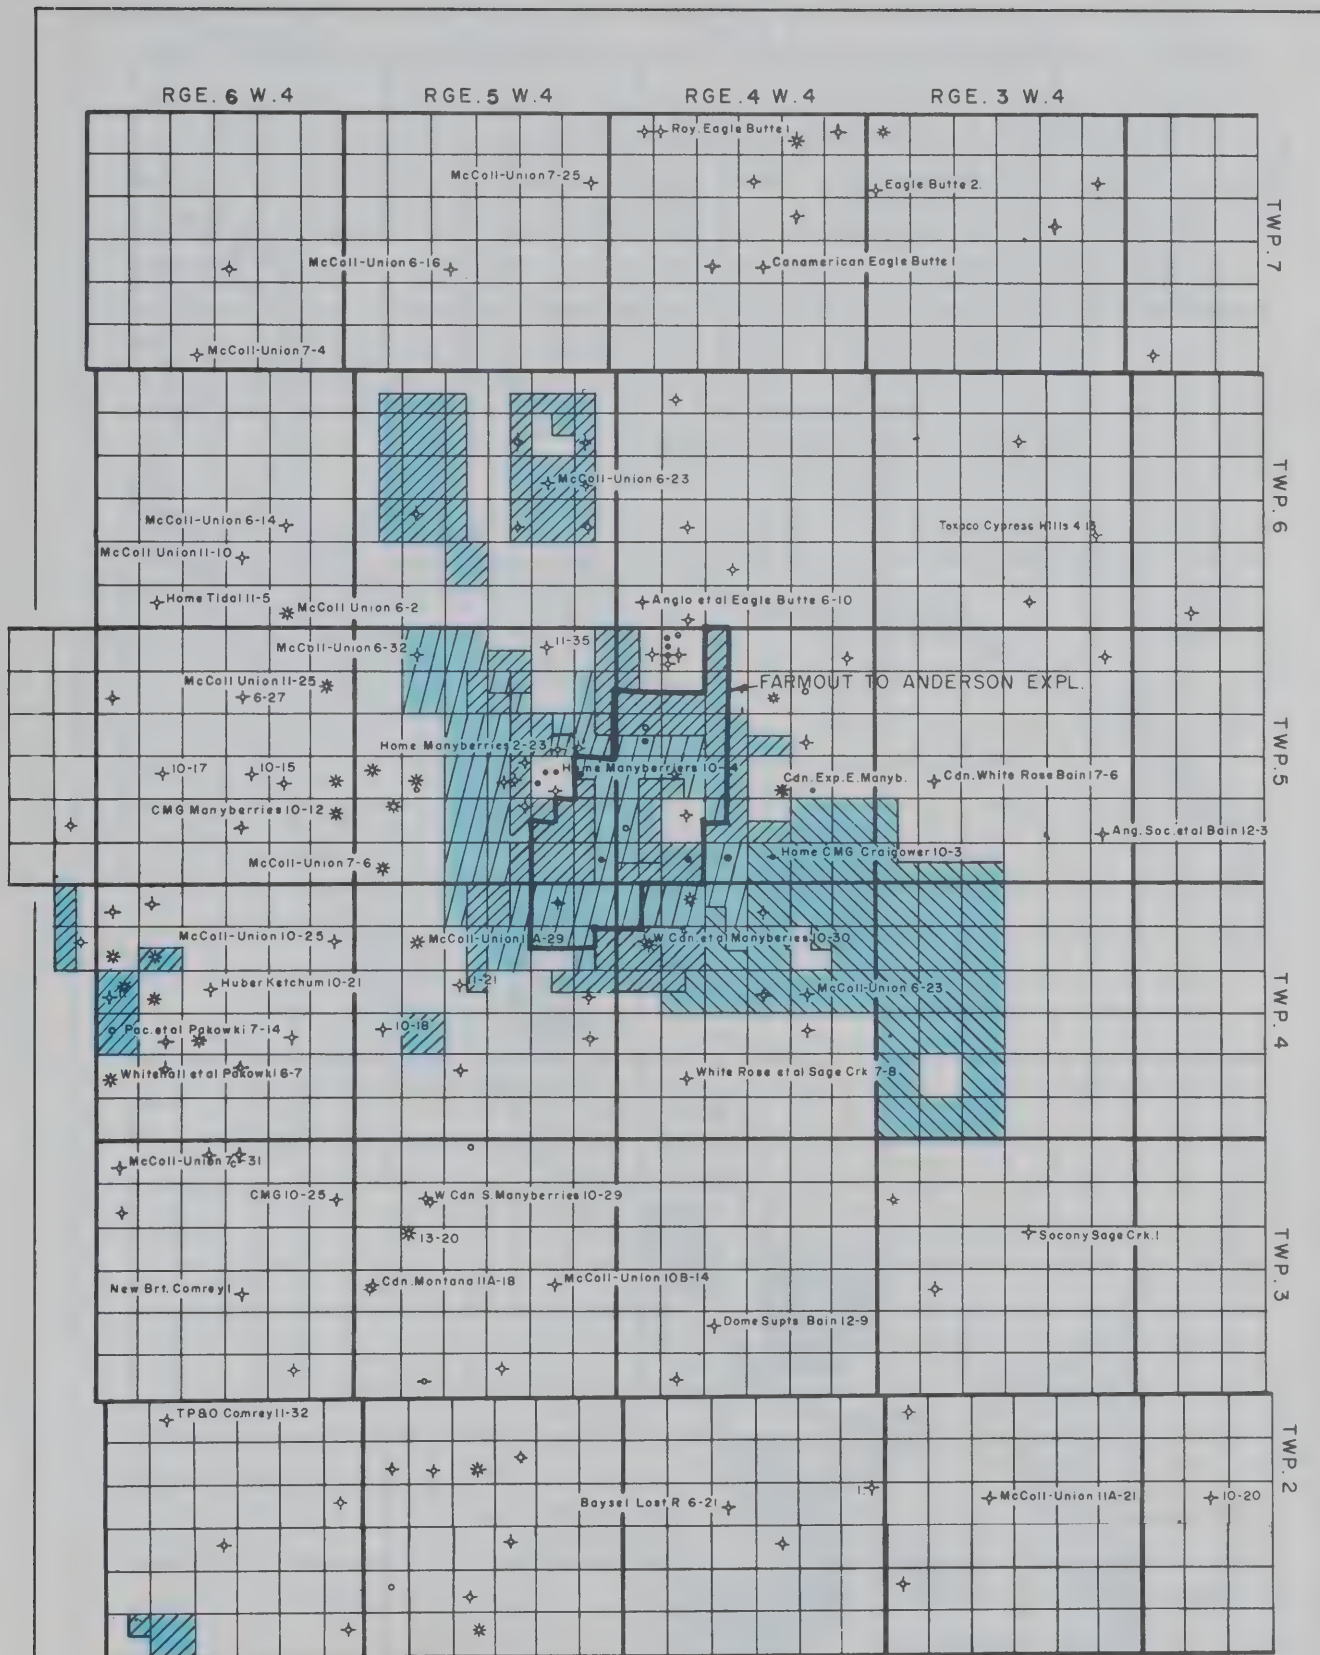 RGE. 6 W.4 RGE. 5 W.4 RGE. 4 W.4 RGE. 3 W.4
Roy. Eagle Butte 1
McColl-Union 7-25
Eagle Butte 2.
TWP. 7
McColl-Union 6-16
Canamerican Eagle Butte 1
McColl-Union 7-4
McColl-Union 6-23
TWP. 6
McColl-Union 6-14
Texaco Cypress Hills 4-13
McColl Union 11-10
Home Tidal 11-5
McColl Union 6-2
Anglo et al Eagle Butte 6-10
McColl-Union 6-32
11-35
McColl Union 11-25
6-27
FARMOUT TO ANDERSON EXPL.
TWP. 5
Home Manyberries 2-23
10-17
10-15
Home Manyberriers 10-14
Cdn. Exp. E. Manyb.
Cdn. White Rose Bain 17-6
CMG Manyberries 10-12
Ang. Soc. et al Bain 12-3
McColl-Union 7-6
Home CMG Craigower 10-3
McColl-Union 10-25
McColl-Union 11A-29
W Cdn. et al Manyberies 10-30
Huber Ketchum 10-21
11-21
McColl-Union 6-23
TWP. 4
Pac. et al Pakowki 7-14
10-18
Whitehall et al Pakowki 6-7
White Rose et al Sage Crk 7-8
McColl-Union 7-31
CMG 10-25
W Cdn S. Manyberries 10-29
13-20
Socony Sage Crk. 1
TWP. 3
New Brt. Comrey 1
Cdn. Montana 11A-18
McColl-Union 10B-14
Dome Supts Bain 12-9
TP&O Comrey 11-32
TWP. 2
Baysel Lost R 6-21
McColl-Union 11A-21
10-20